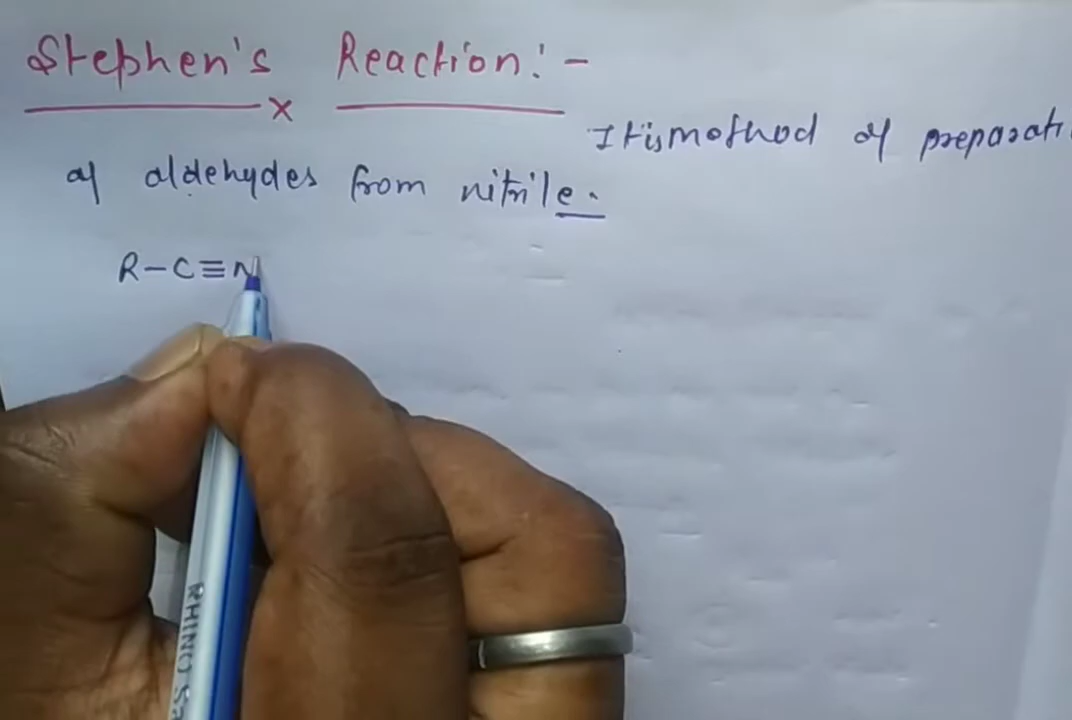 Stephen's Reaction:-
It is method of preparati
of aldehydes from nitrile.
R-C≡N
RHINO